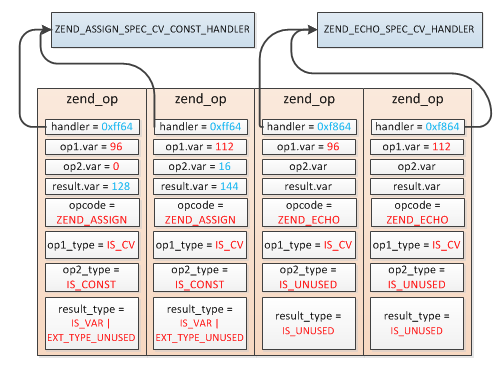 ZEND_ASSIGN_SPEC_CV_CONST_HANDLER
ZEND_ECHO_SPEC_CV_HANDLER
zend_op
handler = 0xff64
op1.var = 96
op2.var = 0
result.var = 128
opcode =
ZEND_ASSIGN
op1_type = IS_CV
op2_type =
IS_CONST
result_type =
IS_VAR |
EXT_TYPE_UNUSED
zend_op
handler = 0xff64
op1.var = 112
op2.var = 16
result.var = 144
opcode =
ZEND_ASSIGN
op1_type = IS_CV
op2_type =
IS_CONST
result_type =
IS_VAR |
EXT_TYPE_UNUSED
zend_op
handler = 0xf864
op1.var = 96
op2.var
result.var
opcode =
ZEND_ECHO
op1_type = IS_CV
op2_type =
IS_UNUSED
result_type =
IS_UNUSED
zend_op
handler = 0xf864
op1.var = 112
op2.var
result.var
opcode =
ZEND_ECHO
op1_type = IS_CV
op2_type =
IS_UNUSED
result_type =
IS_UNUSED